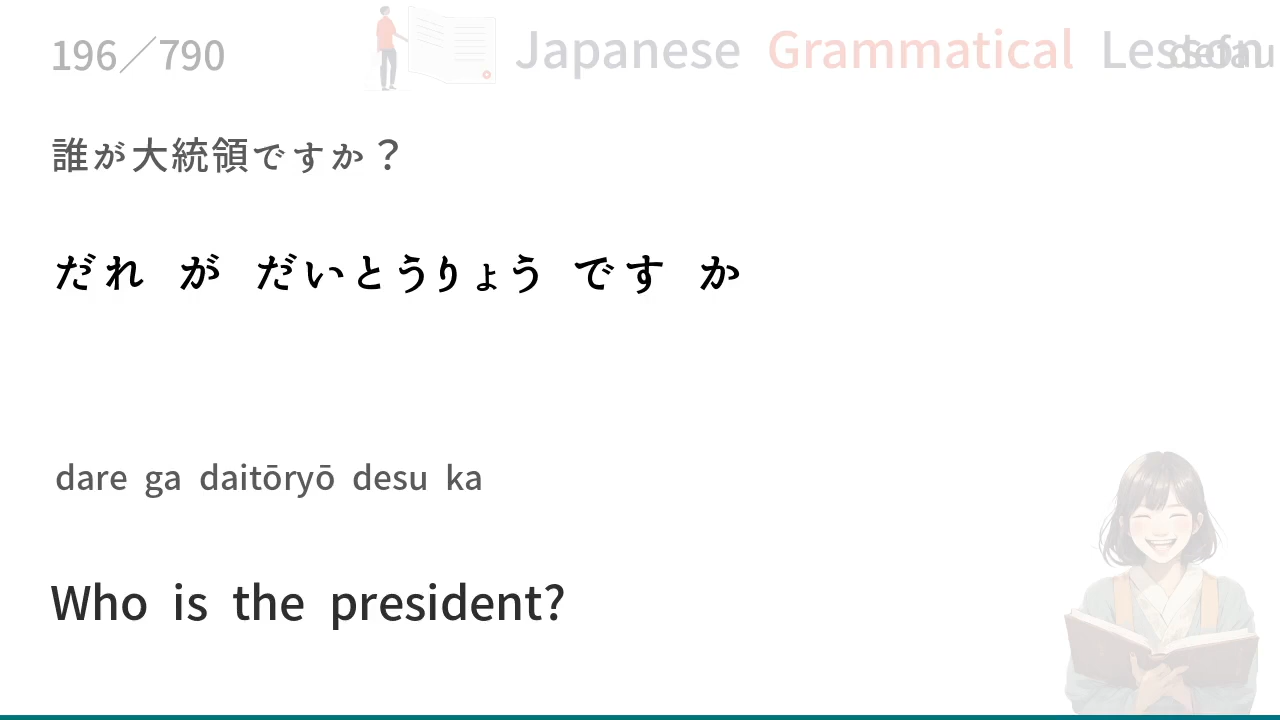 196／790
Japanese Grammatical Lesson
誰が大統領ですか？
だれ が だいとうりょう です か
dare ga daitōryō desu ka
Who is the president?